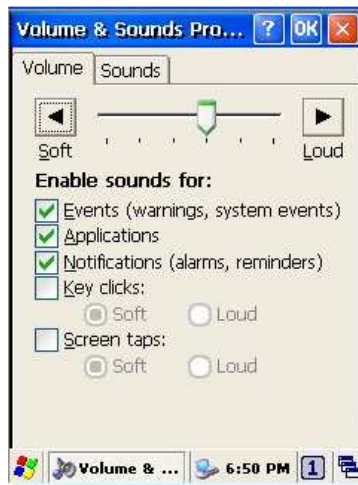 Volume & Sounds Pro... ? OK
Volume Sounds
Soft Loud
Enable sounds for:
Events (warnings, system events)
Applications
Notifications (alarms, reminders)
Key clicks:
Soft Loud
Screen taps:
Soft Loud
Volume & ... 6:50 PM 1